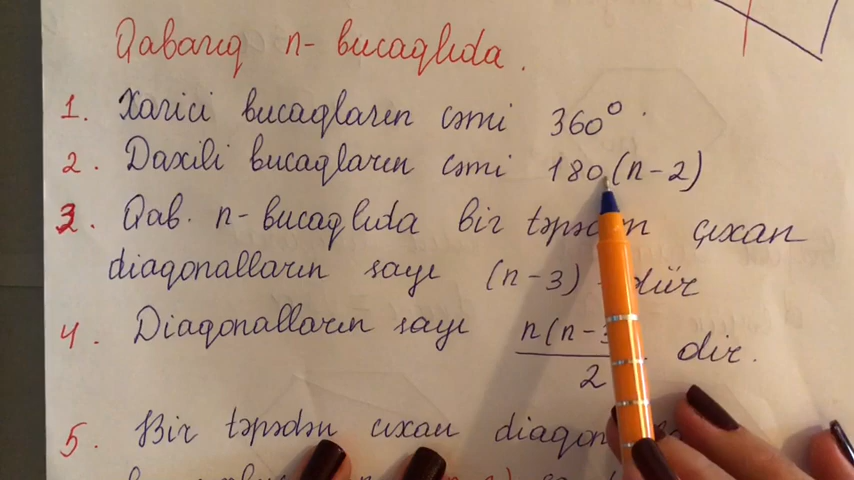 Qabarıq n-bucaqlıda.
1. Xarici bucaqların cəmi 360°.
2. Daxili bucaqların cəmi 180(n-2)
3. Qab. n-bucaqlıda bir təpədən çıxan
diaqonalların sayı (n-3)-dür
4. Diaqonalların sayı n(n-3)/2 dir.
5. Bir təpədən çıxan